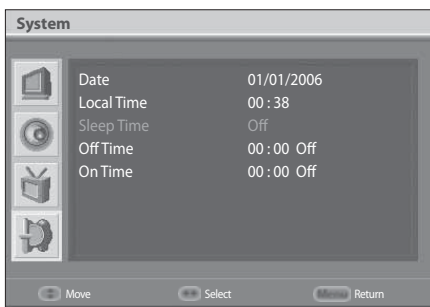 System
Date 01/01/2006
Local Time 00 : 38
Sleep Time Off
Off Time 00 : 00 Off
On Time 00 : 00 Off
Move Select Menu Return